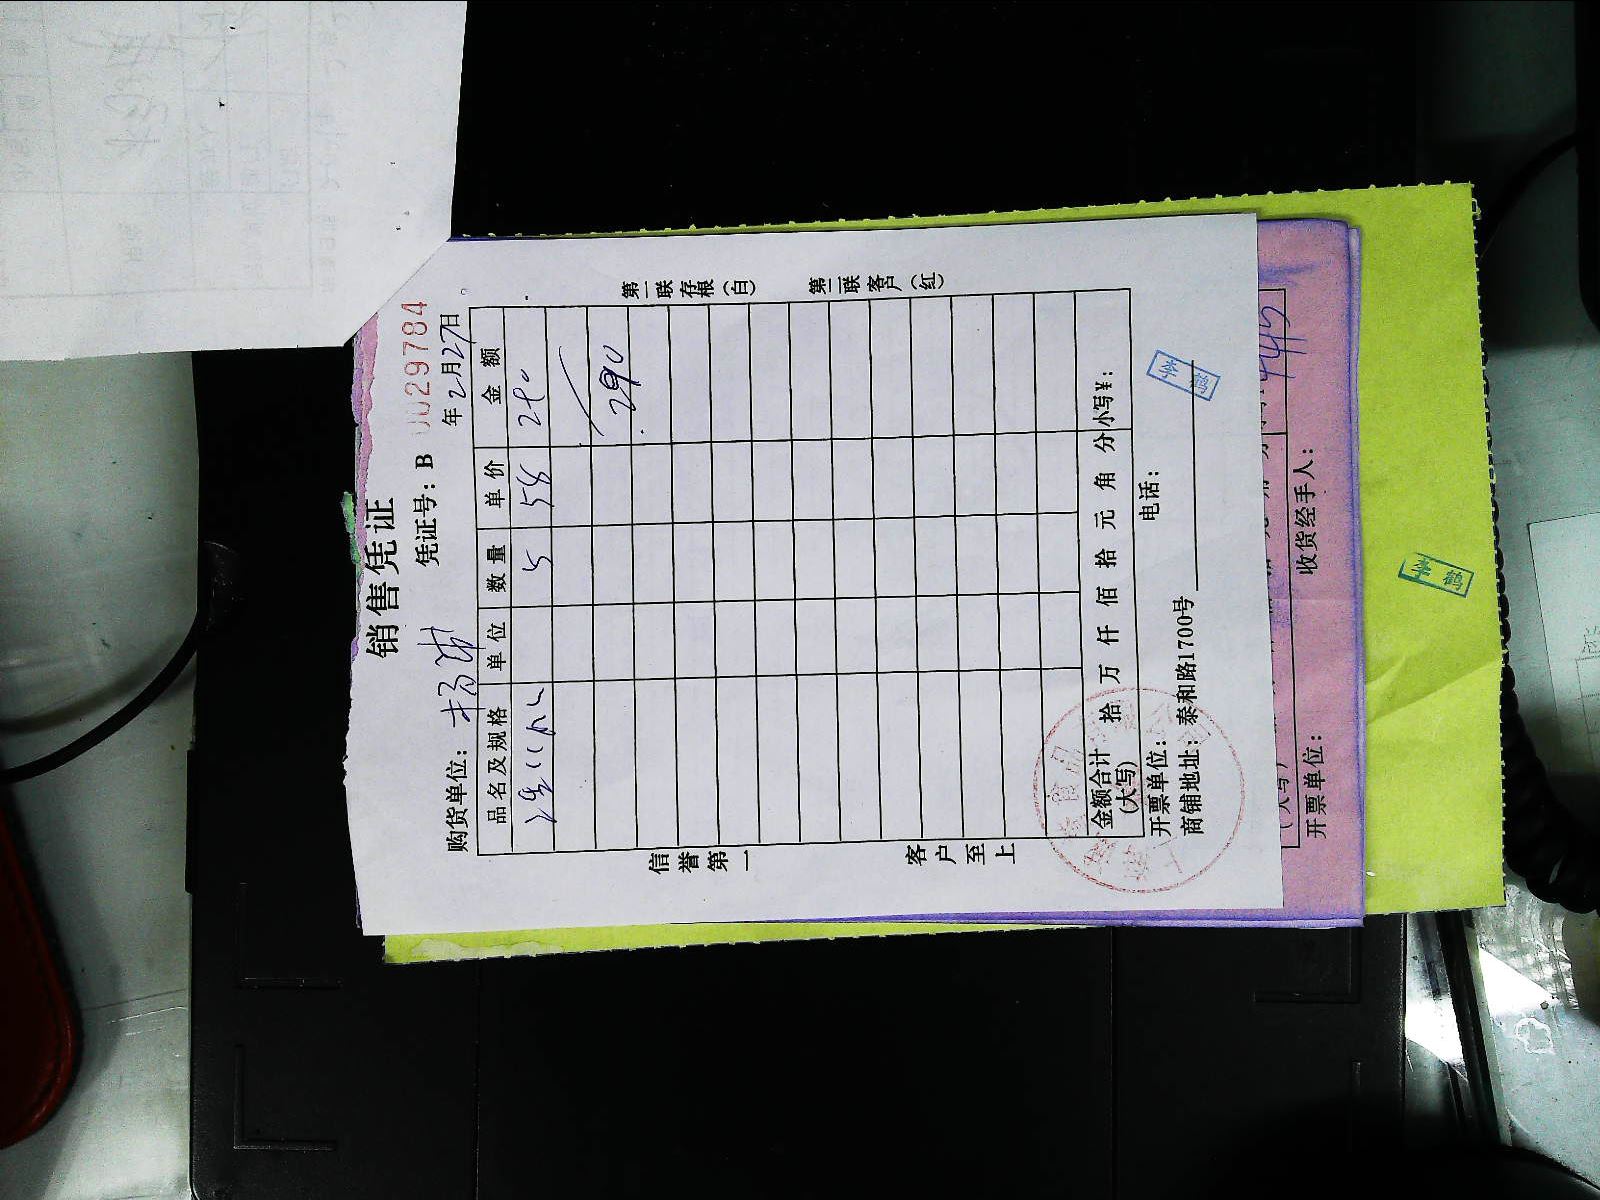 销售凭证
凭证号：B 0029784
购货单位： 杨 年2月27日
品名及规格 单位 数量 单价 金额
5 58 290
290
金额合计(大写) 拾 万 仟 佰 拾 元 角 分 小写¥：
开票单位： 电话：
商铺地址：泰和路1700号
信誉第一
客户至上
第一联存根(白)
第二联客户(红)
445
开票单位： 收货经手人：